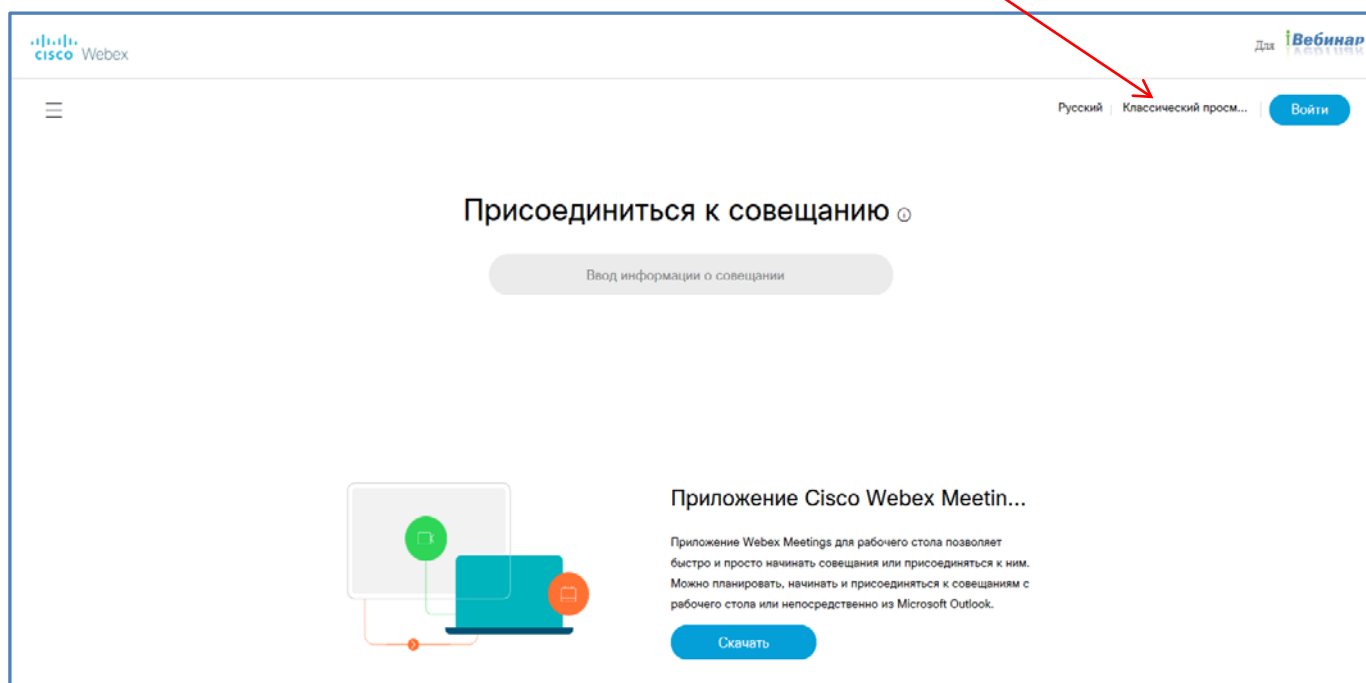 cisco Webex
Для iВебинар
Русский | Классический просм... | Войти
Присоединиться к совещанию
Ввод информации о совещании
Приложение Cisco Webex Meetin...
Приложение Webex Meetings для рабочего стола позволяет
быстро и просто начинать совещания или присоединяться к ним.
Можно планировать, начинать и присоединяться к совещаниям с
рабочего стола или непосредственно из Microsoft Outlook.
Скачать